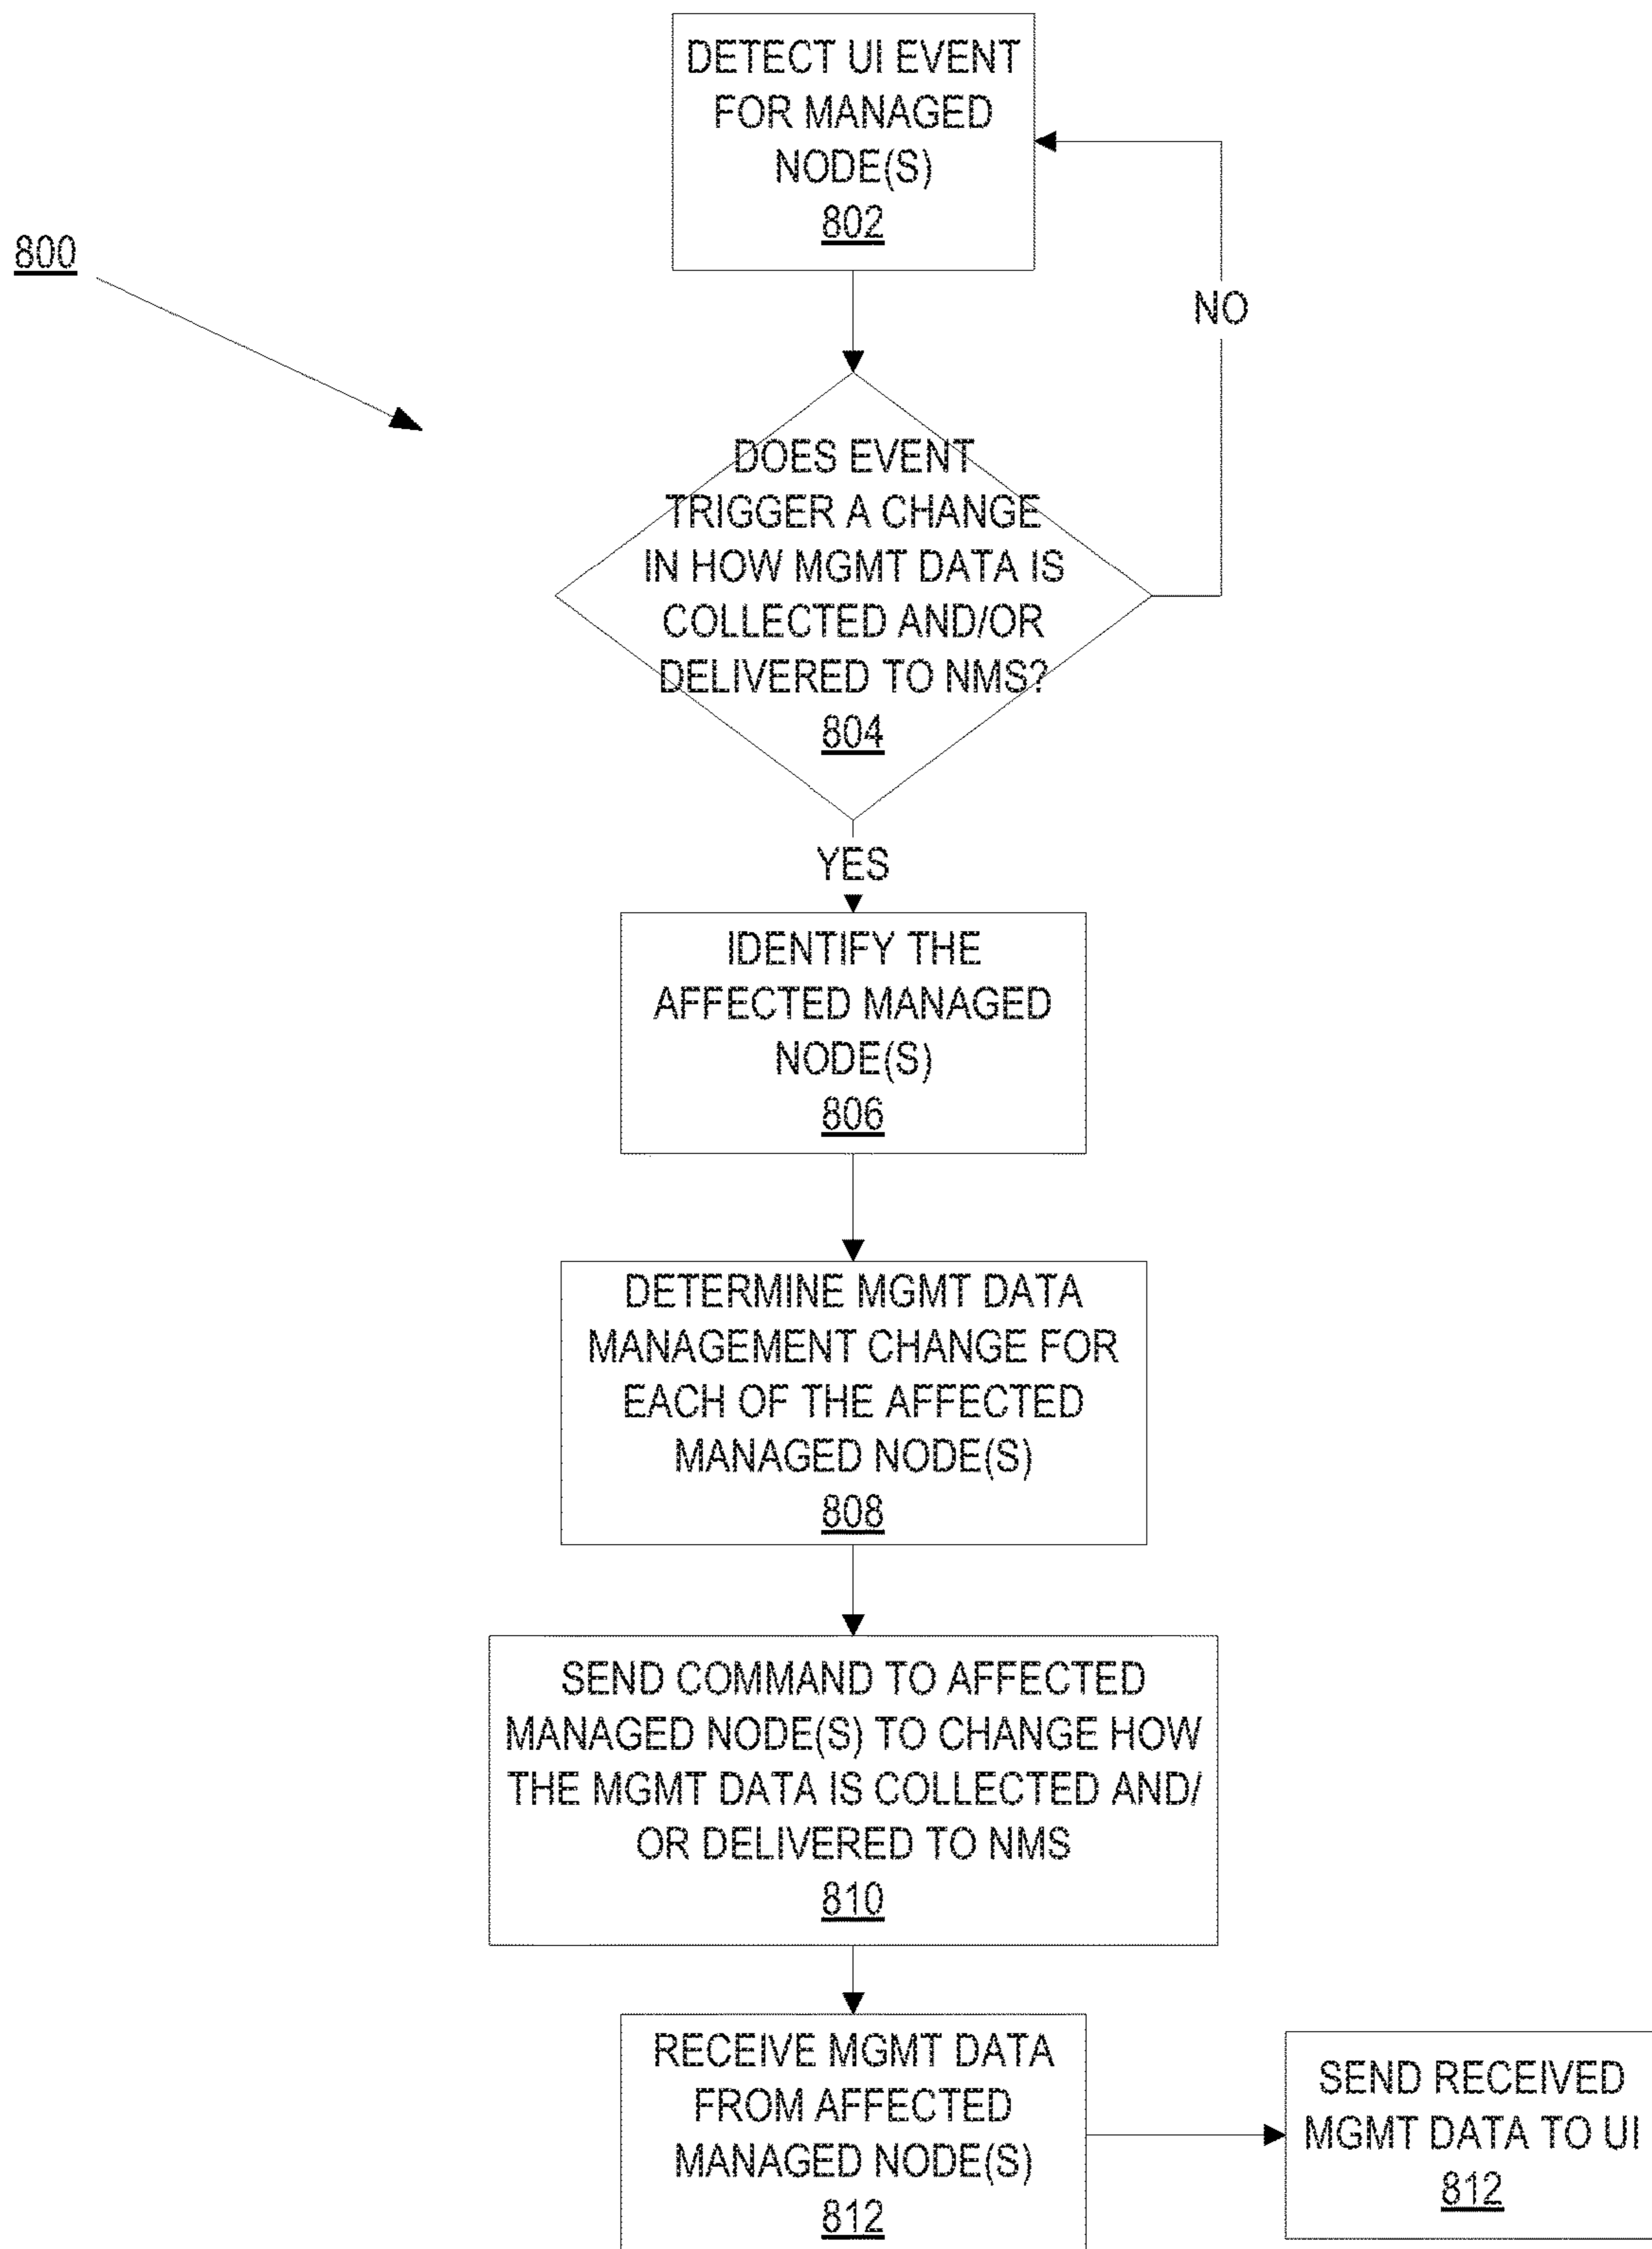 DETECT UI EVENT
FOR MANAGED
NODE(S)
802
800
NO
DOES EVENT
TRIGGER A CHANGE
IN HOW MGMT DATA IS
COLLECTED AND/OR
DELIVERED TO NMS?
804
YES
IDENTIFY THE
AFFECTED MANAGED
NODE(S)
806
DETERMINE MGMT DATA
MANAGEMENT CHANGE FOR
EACH OF THE AFFECTED
MANAGED NODE(S)
808
SEND COMMAND TO AFFECTED
MANAGED NODE(S) TO CHANGE HOW
THE MGMT DATA IS COLLECTED AND/
OR DELIVERED TO NMS
810
RECEIVE MGMT DATA
FROM AFFECTED
MANAGED NODE(S)
812
SEND RECEIVED
MGMT DATA TO UI
812